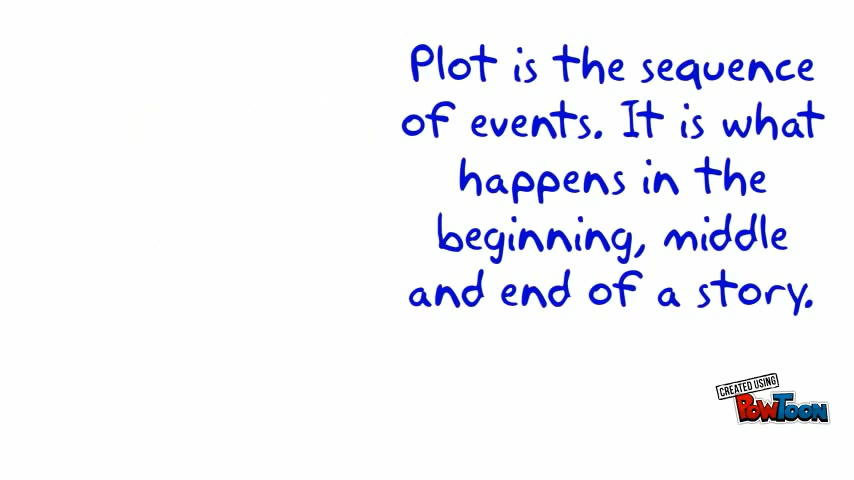 Plot is the sequence
of events. It is what
happens in the
beginning, middle
and end of a story.
CREATED USING
PowToon